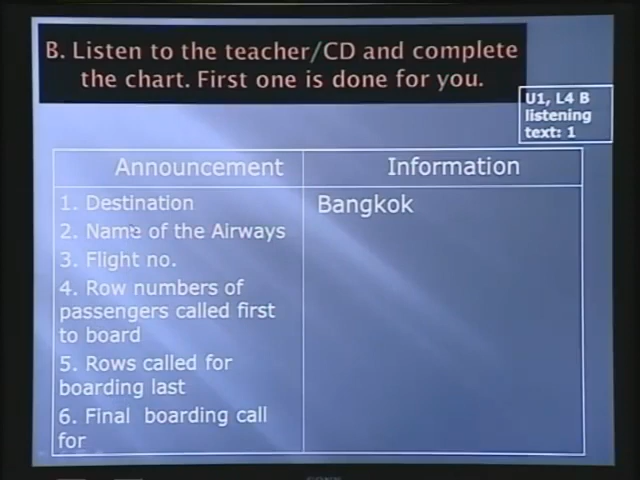 B. Listen to the teacher/CD and complete
the chart. First one is done for you.
U1, L4 B
listening
text: 1
Announcement Information
1. Destination Bangkok
2. Name of the Airways
3. Flight no.
4. Row numbers of
passengers called first
to board
5. Rows called for
boarding last
6. Final boarding call
for